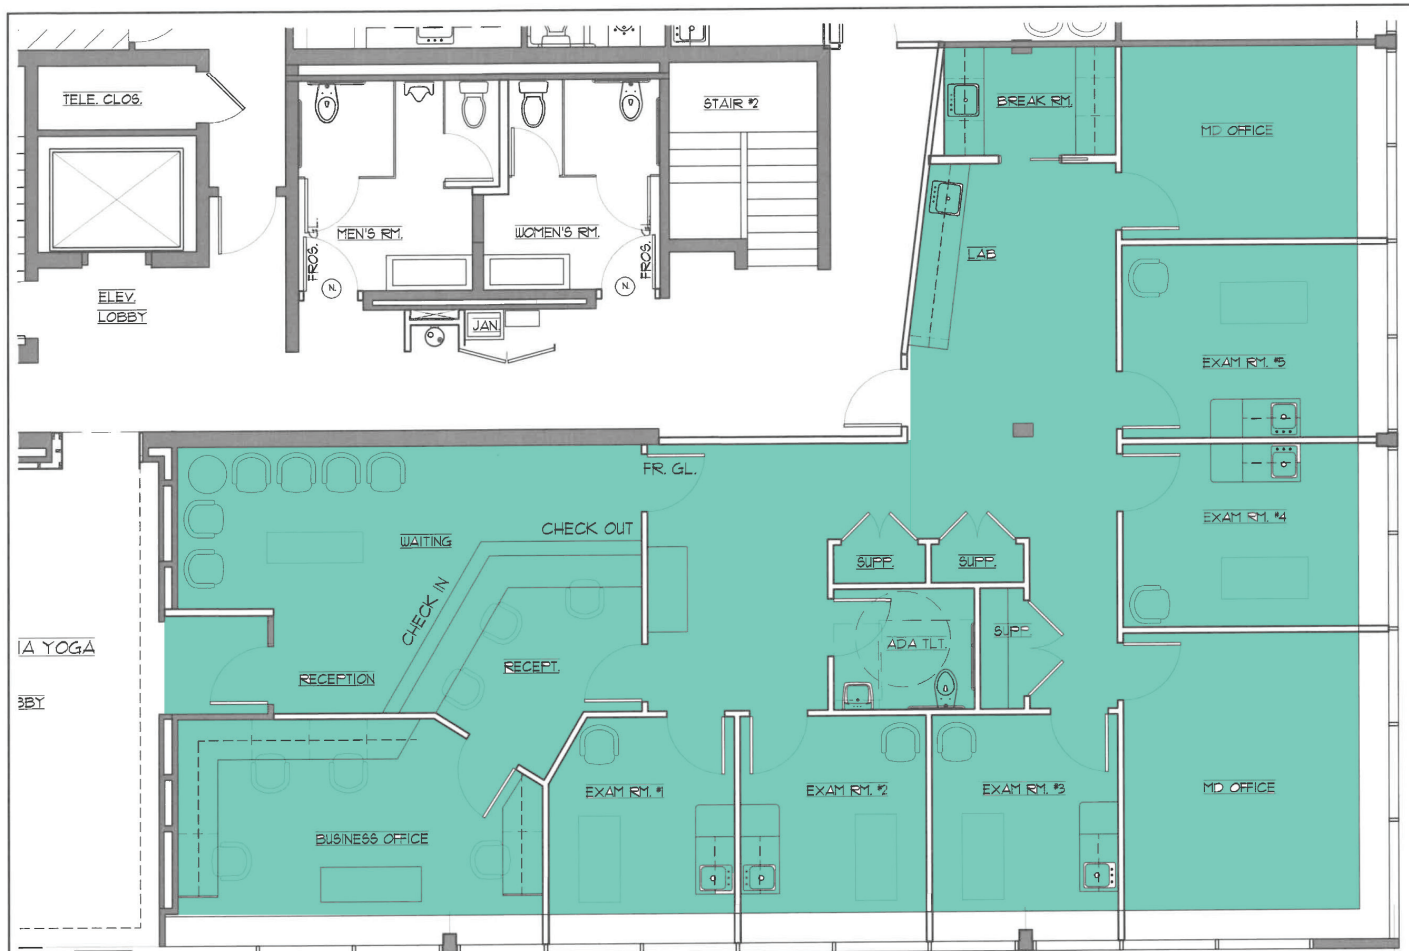 TELE. CLOS.
STAIR #2
BREAK RM.
MD OFFICE
FROS. GL.
MEN'S RM.
WOMEN'S RM.
FROS. G
LAB
ELEV.
LOBBY
N.
N.
JAN.
EXAM RM. #5
FR. GL.
EXAM RM. #4
WAITING
CHECK OUT
SUPP.
SUPP.
CHECK IN
SUPP.
ADA TLT.
IA YOGA
RECEPT.
RECEPTION
BBY
EXAM RM. #1
EXAM RM. #2
EXAM RM. #3
MD OFFICE
BUSINESS OFFICE